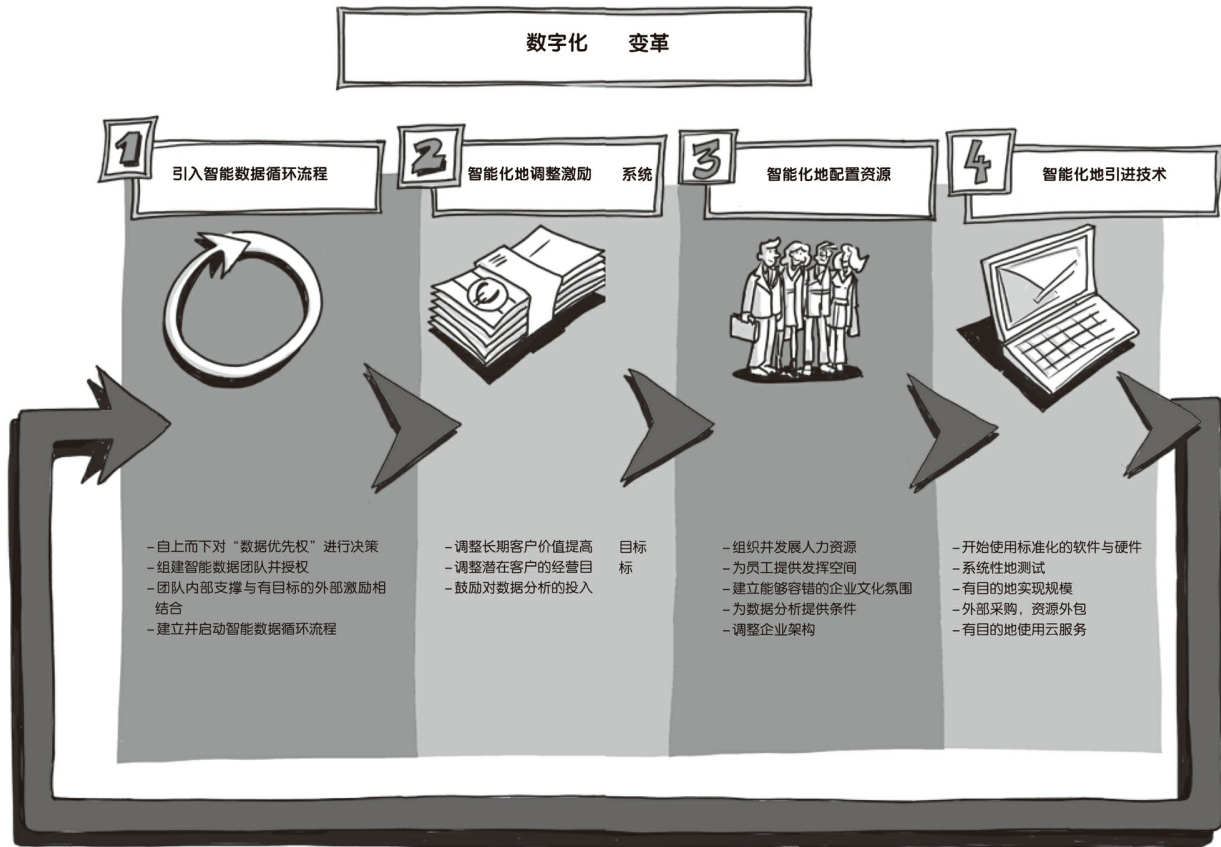 数字化 变革
1
引入智能数据循环流程
2
智能化地调整激励 系统
3
智能化地配置资源
4
智能化地引进技术
–自上而下对“数据优先权”进行决策
–组建智能数据团队并授权
–团队内部支撑与有目标的外部激励相
结合
–建立并启动智能数据循环流程
–调整长期客户价值提高 目标
–调整潜在客户的经营目 标
–鼓励对数据分析的投入
–组织并发展人力资源
–为员工提供发挥空间
–建立能够容错的企业文化氛围
–为数据分析提供条件
–调整企业架构
–开始使用标准化的软件与硬件
–系统性地测试
–有目的地实现规模
–外部采购，资源外包
–有目的地使用云服务